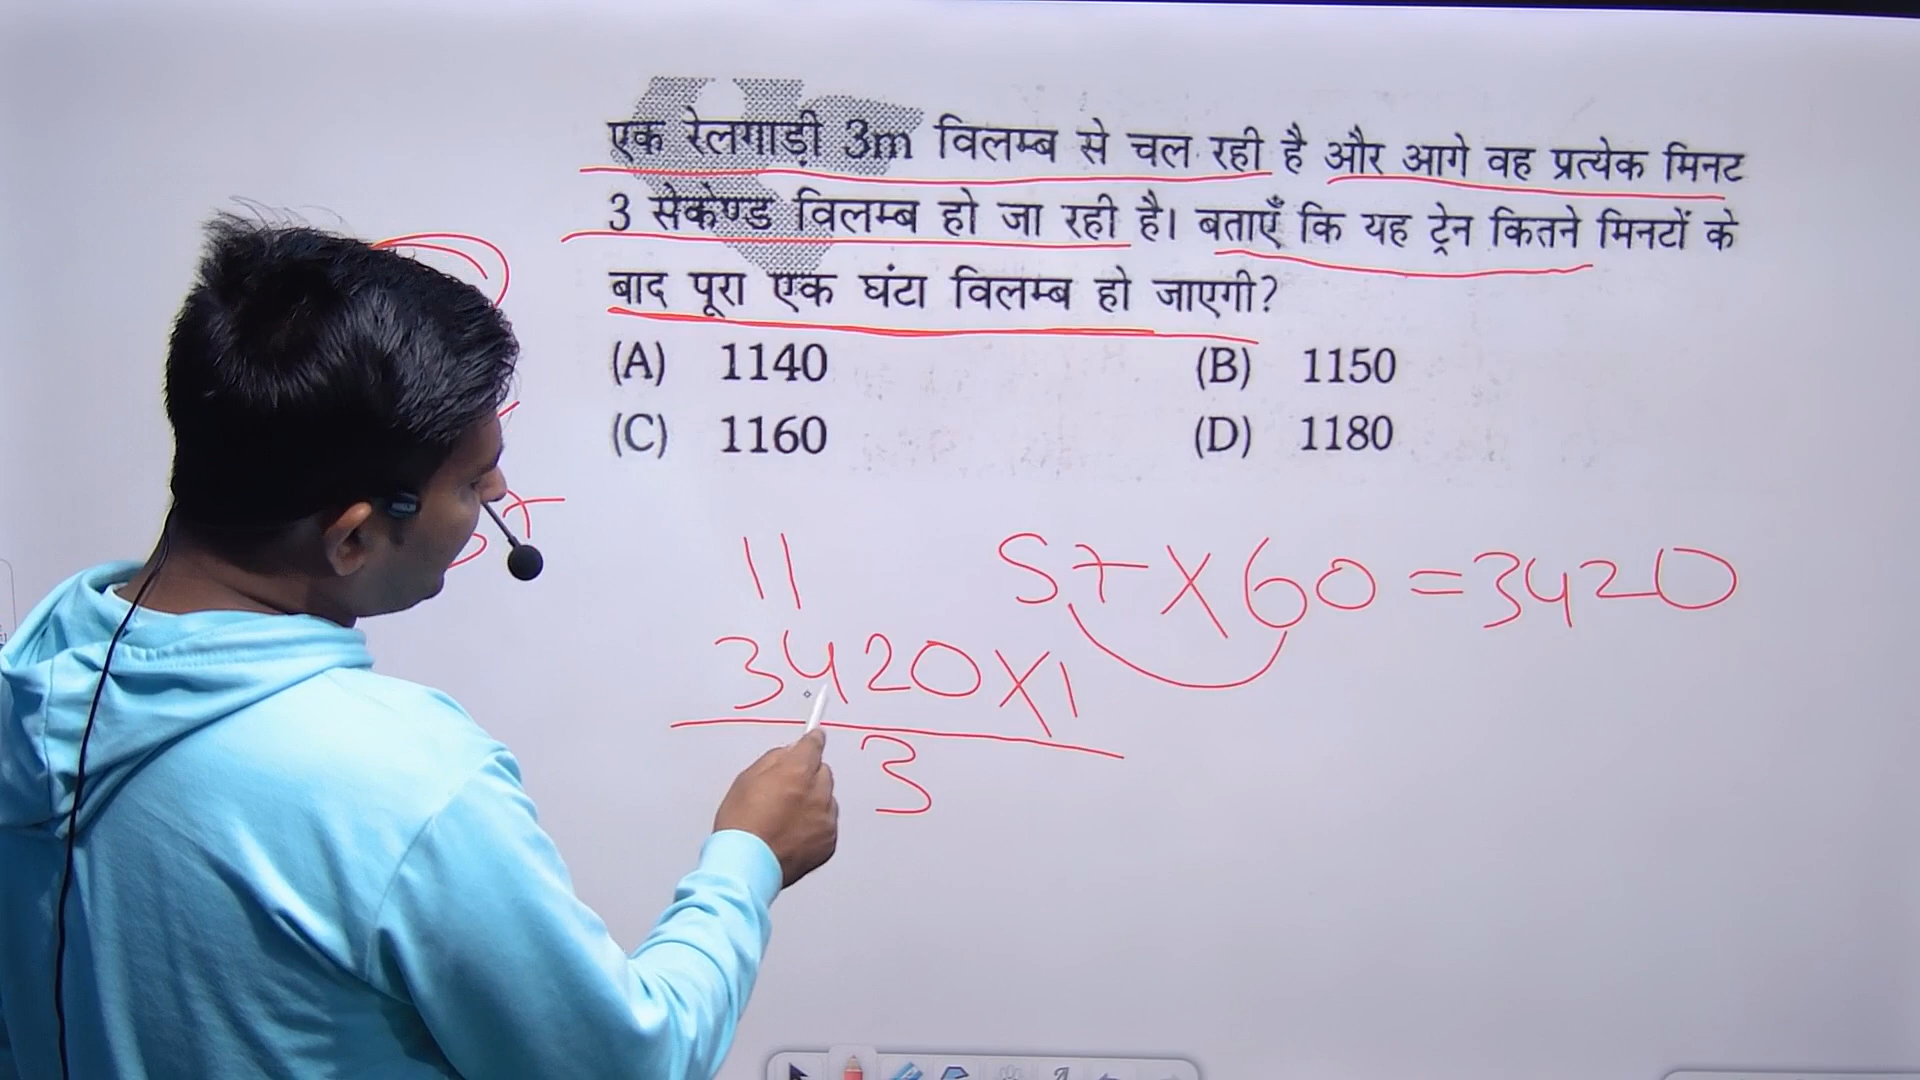 एक रेलगाड़ी 3m विलम्ब से चल रही है और आगे वह प्रत्येक मिनट
3 सेकेण्ड विलम्ब हो जा रही है। बताएँ कि यह ट्रेन कितने मिनटों के
बाद पूरा एक घंटा विलम्ब हो जाएगी?
(A) 1140 (B) 1150
(C) 1160 (D) 1180
57 X 60 = 3420
11
3420 X 1
3